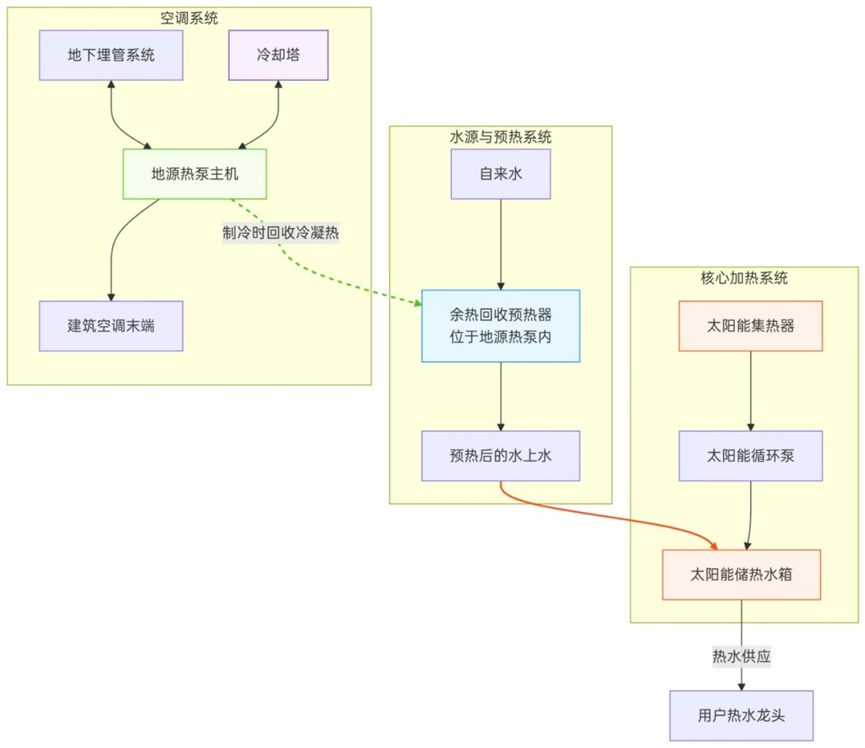 空调系统
地下埋管系统
冷却塔
地源热泵主机
制冷时回收冷凝热
建筑空调末端
水源与预热系统
自来水
余热回收预热器
位于地源热泵内
预热后的水上水
核心加热系统
太阳能集热器
太阳能循环泵
太阳能储热水箱
热水供应
用户热水龙头